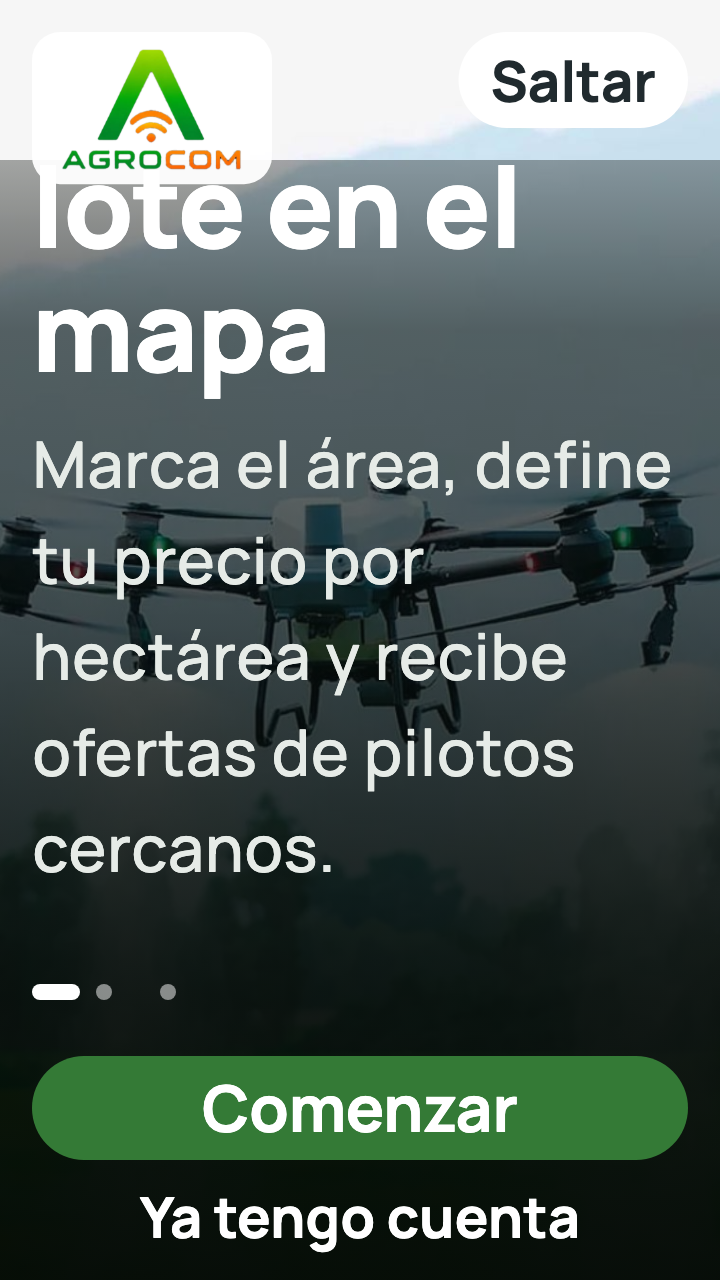 AGROCOM
Saltar
lote en el
mapa
Marca el área, define
tu precio por
hectárea y recibe
ofertas de pilotos
cercanos.
Comenzar
Ya tengo cuenta